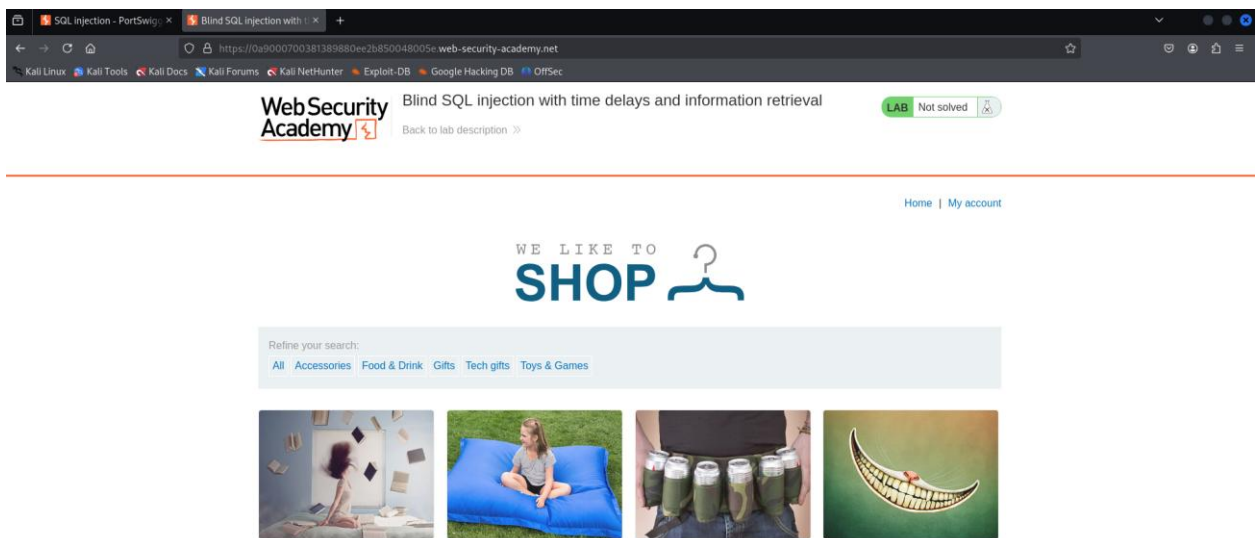 SQL injection - PortSwigg
Blind SQL injection with t
https://0a9000700381389880ee2b850048005e.web-security-academy.net
Kali Linux Kali Tools Kali Docs Kali Forums Kali NetHunter Exploit-DB Google Hacking DB OffSec
WebSecurity
Academy
Blind SQL injection with time delays and information retrieval
Back to lab description »
LAB Not solved
Home | My account
WE LIKE TO
SHOP
Refine your search:
All Accessories Food & Drink Gifts Tech gifts Toys & Games